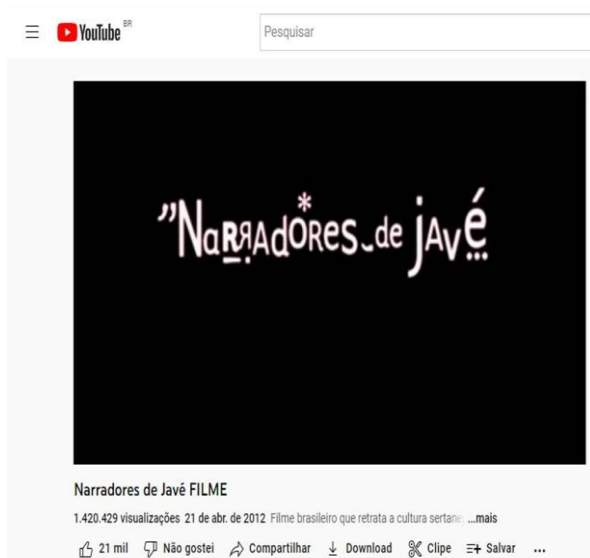 YouTube BR
Pesquisar
"Narradores de Javé
Narradores de Javé FILME
1.420.429 visualizações 21 de abr. de 2012 Filme brasileiro que retrata a cultura ...mais
21 mil Não gostei Compartilhar Download Clipe Salvar ...